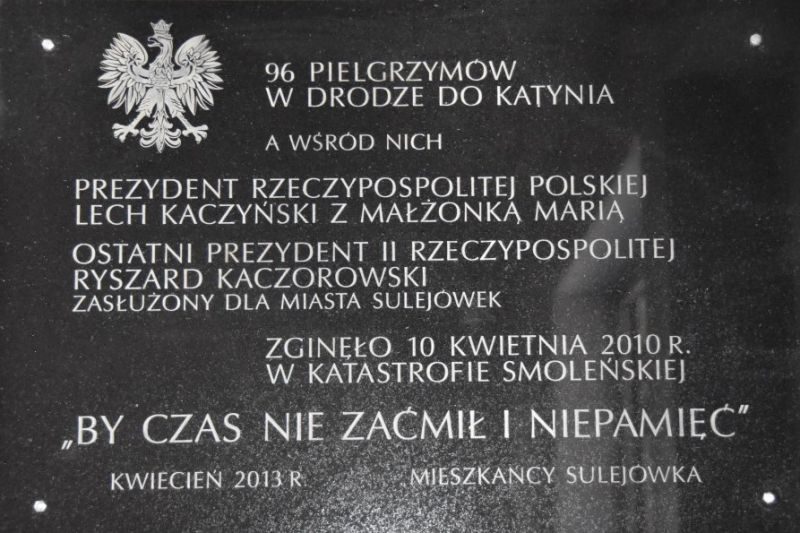 96 PIELGRZYMÓW
W DRODZE DO KATYNIA
A WŚRÓD NICH
PREZYDENT RZECZYPOSPOLITEJ POLSKIEJ
LECH KACZYŃSKI Z MAŁŻONKĄ MARIĄ
OSTATNI PREZYDENT II RZECZYPOSPOLITEJ
RYSZARD KACZOROWSKI
ZASŁUŻONY DLA MIASTA SULEJÓWEK
ZGINĘŁO 10 KWIETNIA 2010 R.
W KATASTROFIE SMOLEŃSKIEJ
„BY CZAS NIE ZAĆMIŁ I NIEPAMIĘĆ”
KWIECIEŃ 2013 R. MIESZKAŃCY SULEJÓWKA